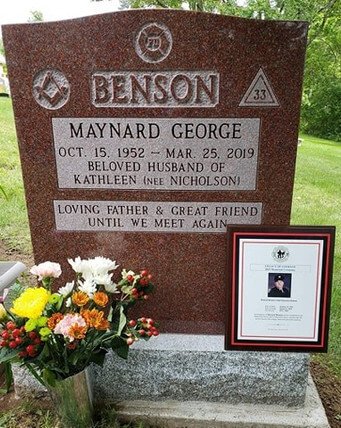 BENSON
33
MAYNARD GEORGE
OCT. 15, 1952 – MAR. 25, 2019
BELOVED HUSBAND OF
KATHLEEN (NEE NICHOLSON)
LOVING FATHER & GREAT FRIEND
UNTIL WE MEET AGAIN